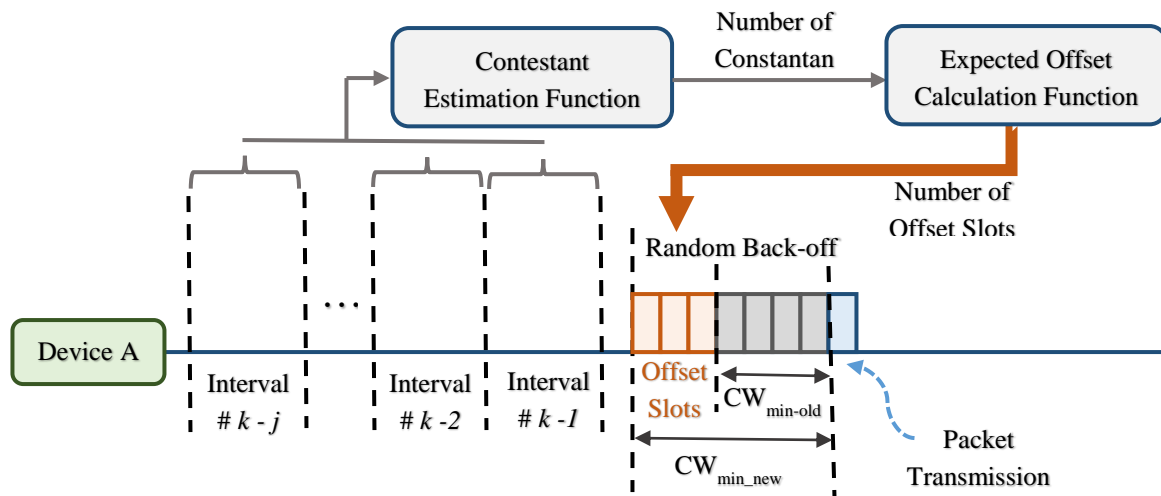 Contestant
Estimation Function
Number of
Constantan
Expected Offset
Calculation Function
Number of
Offset Slots
Random Back-off
...
Device A
Interval
# k - j
Interval
# k -2
Interval
# k -1
Offset
Slots
CWmin-old
CWmin_new
Packet
Transmission